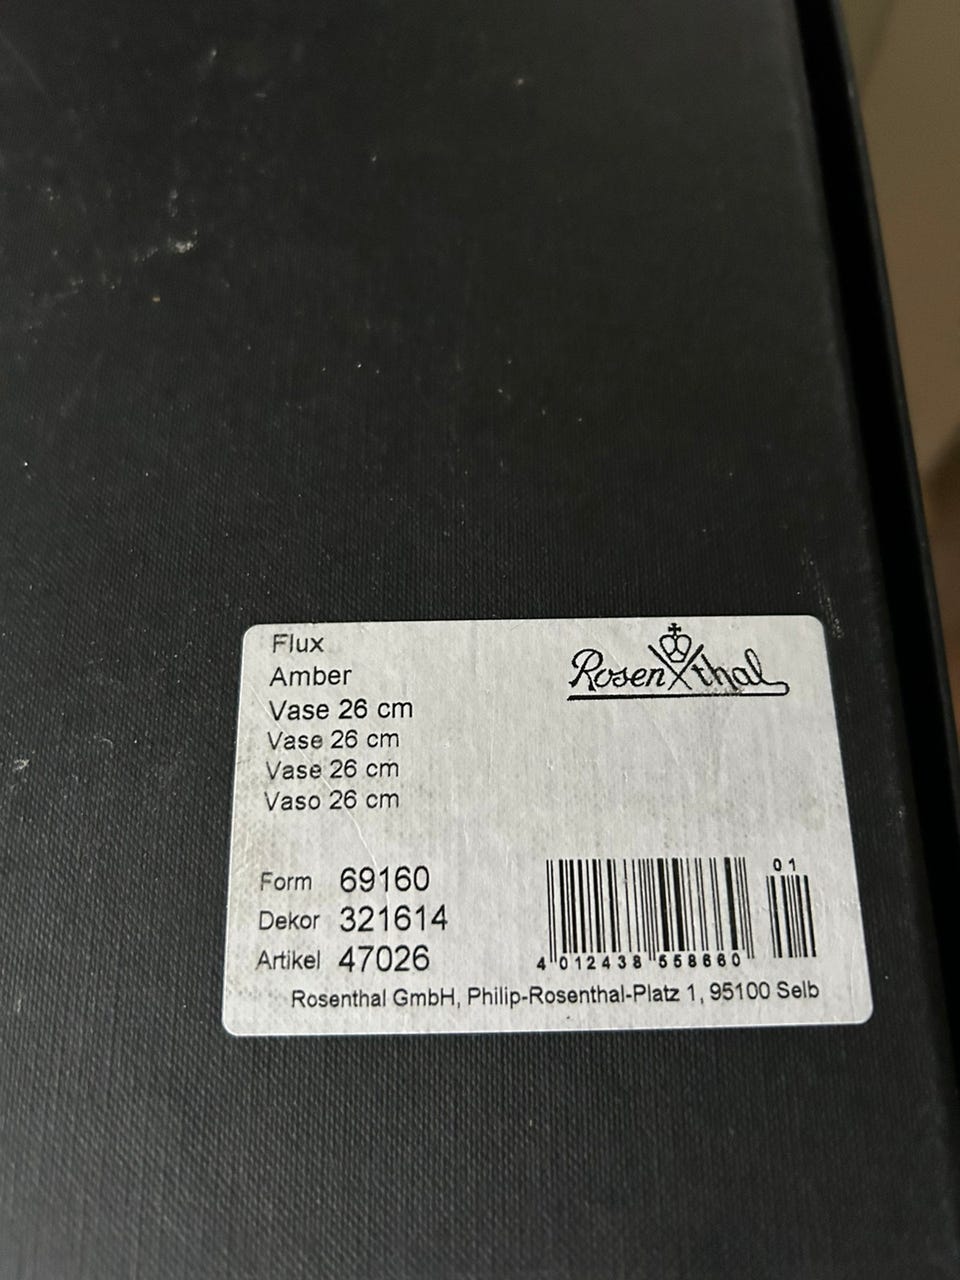 Flux
Amber
Vase 26 cm
Vase 26 cm
Vase 26 cm
Vaso 26 cm
Rosenthal
Form 69160
Dekor 321614
Artikel 47026
01
4 012438 558660
Rosenthal GmbH, Philip-Rosenthal-Platz 1, 95100 Selb